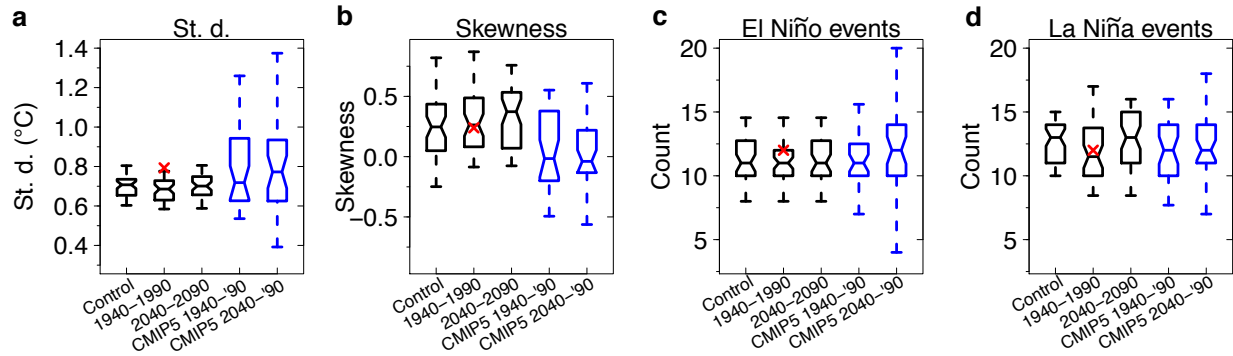 a
St. d.
St. d. (°C)
1.4
1.2
1.0
0.8
0.6
0.4
Control
1940−1990
2040−2090
CMIP5 1940−'90
CMIP5 2040−'90
b
Skewness
Skewness
0.5
0.0
−0.5
Control
1940−1990
2040−2090
CMIP5 1940−'90
CMIP5 2040−'90
c
El Niño events
Count
20
15
10
5
Control
1940−1990
2040−2090
CMIP5 1940−'90
CMIP5 2040−'90
d
La Niña events
Count
20
15
10
5
Control
1940−1990
2040−2090
CMIP5 1940−'90
CMIP5 2040−'90